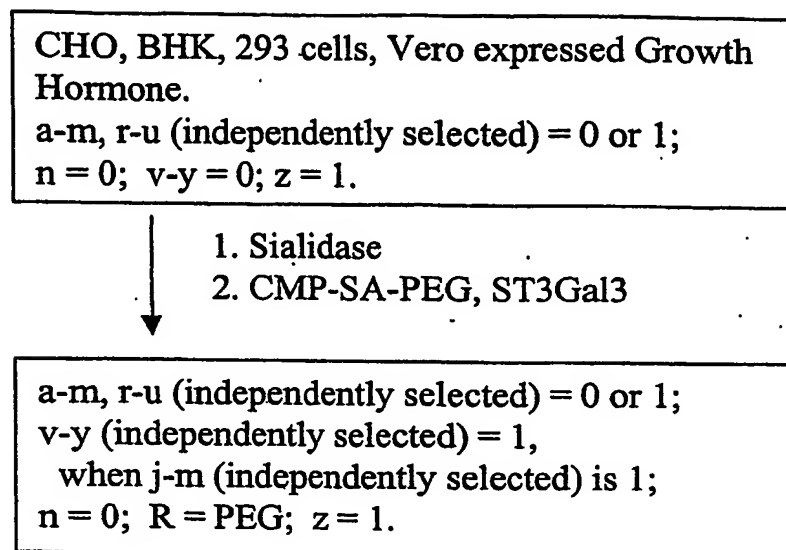 CHO, BHK, 293 cells, Vero expressed Growth
Hormone.
a-m, r-u (independently selected) = 0 or 1;
n = 0; v-y = 0; z = 1.
1. Sialidase
2. CMP-SA-PEG, ST3Gal3
a-m, r-u (independently selected) = 0 or 1;
v-y (independently selected) = 1,
when j-m (independently selected) is 1;
n = 0; R = PEG; z = 1.